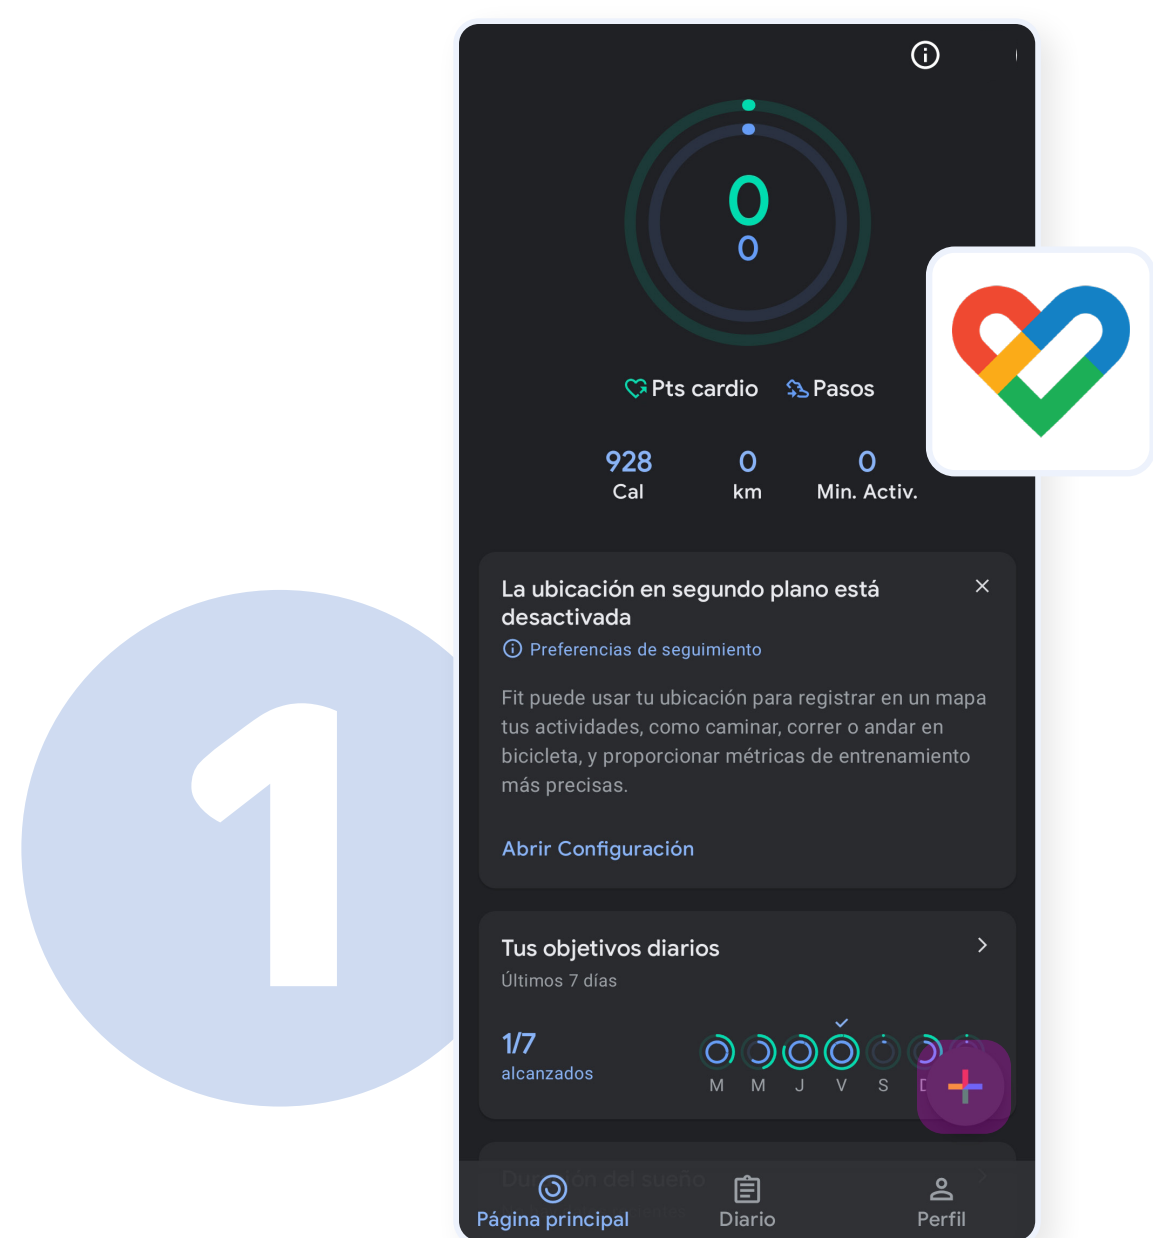 0
0
Pts cardio Pasos
928 0 0
Cal km Min. Activ.
La ubicación en segundo plano está
desactivada
Preferencias de seguimiento
Fit puede usar tu ubicación para registrar en un mapa
tus actividades, como caminar, correr o andar en
bicicleta, y proporcionar métricas de entrenamiento
más precisas.
Abrir Configuración
1
Tus objetivos diarios
Últimos 7 días
1/7
alcanzados
M M J V S D
Duración del sueño
Página principal Diario Perfil